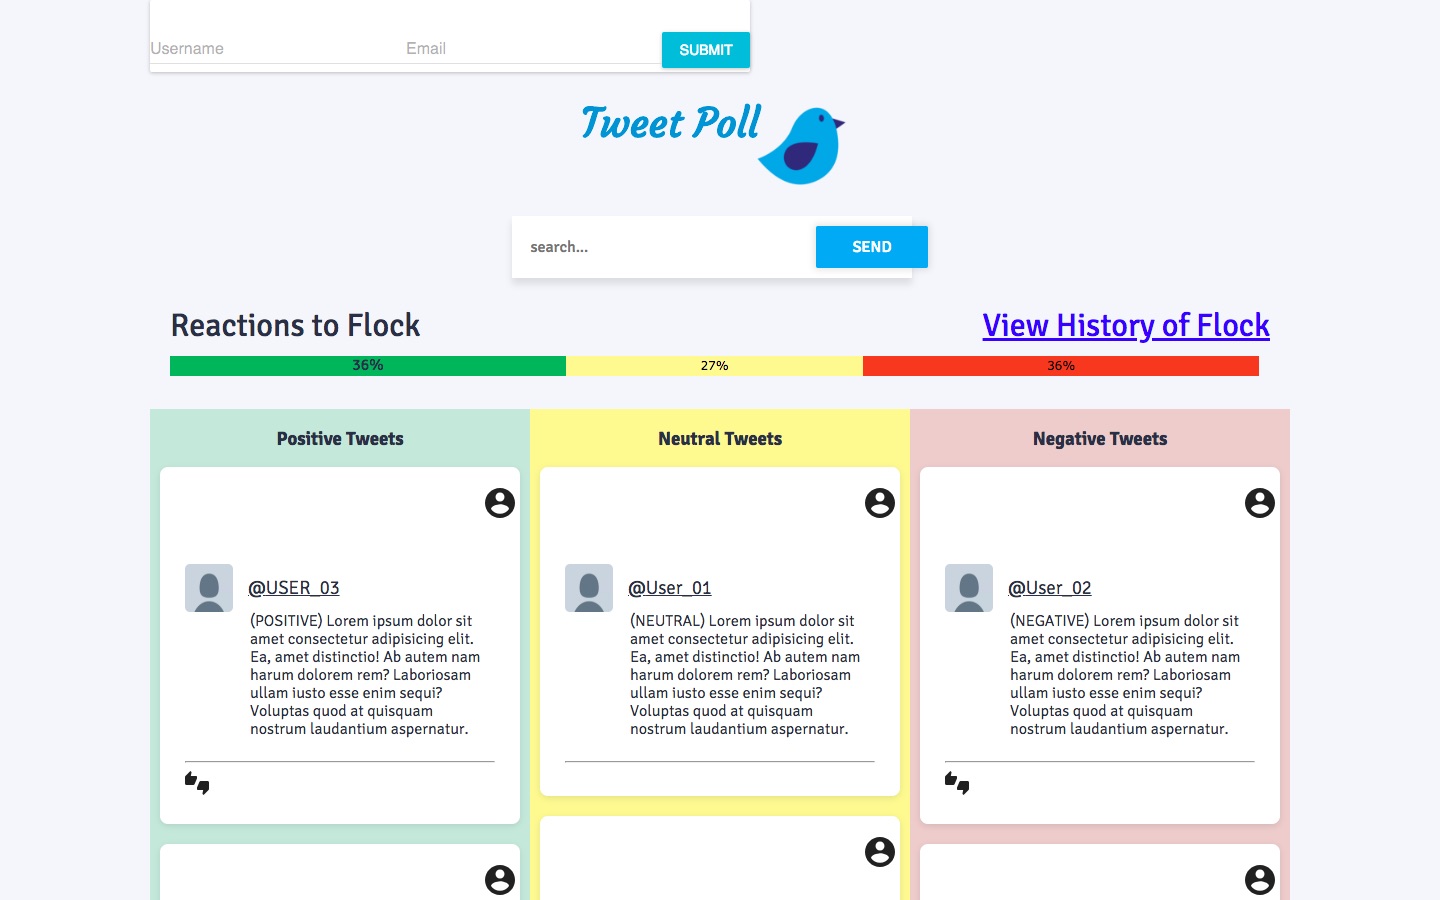 Username Email SUBMIT
Tweet Poll
search... SEND
Reactions to Flock View History of Flock
36% 27% 36%
Positive Tweets
@USER_03
(POSITIVE) Lorem ipsum dolor sit
amet consectetur adipisicing elit.
Ea, amet distinctio! Ab autem nam
harum dolorem rem? Laboriosam
ullam iusto esse enim sequi?
Voluptas quod at quisquam
nostrum laudantium aspernatur.
Neutral Tweets
@User_01
(NEUTRAL) Lorem ipsum dolor sit
amet consectetur adipisicing elit.
Ea, amet distinctio! Ab autem nam
harum dolorem rem? Laboriosam
ullam iusto esse enim sequi?
Voluptas quod at quisquam
nostrum laudantium aspernatur.
Negative Tweets
@User_02
(NEGATIVE) Lorem ipsum dolor sit
amet consectetur adipisicing elit.
Ea, amet distinctio! Ab autem nam
harum dolorem rem? Laboriosam
ullam iusto esse enim sequi?
Voluptas quod at quisquam
nostrum laudantium aspernatur.